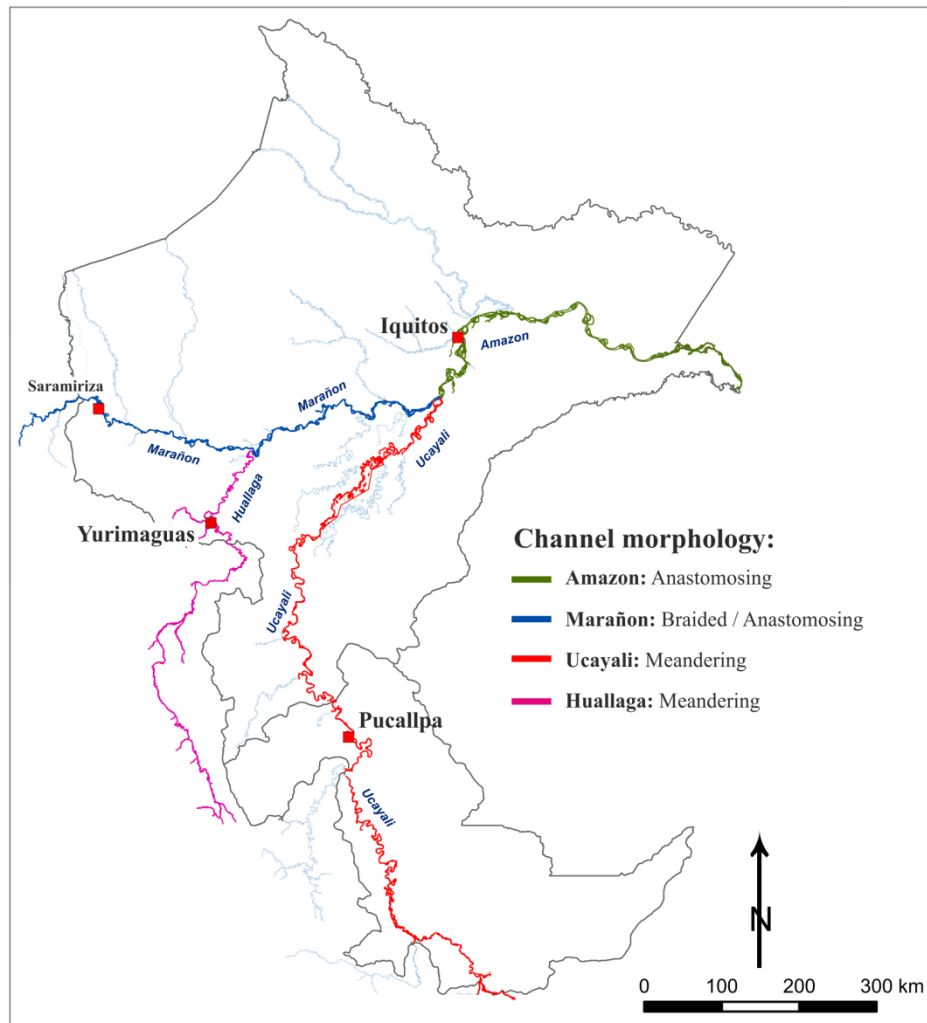 Iquitos
Amazon
Saramiriza
Marañon
Marañon
Ucayali
Huallaga
Yurimaguas
Ucayali
Channel morphology:
Amazon: Anastomosing
Marañon: Braided / Anastomosing
Ucayali: Meandering
Huallaga: Meandering
Pucallpa
Ucayali
N
0 100 200 300 km